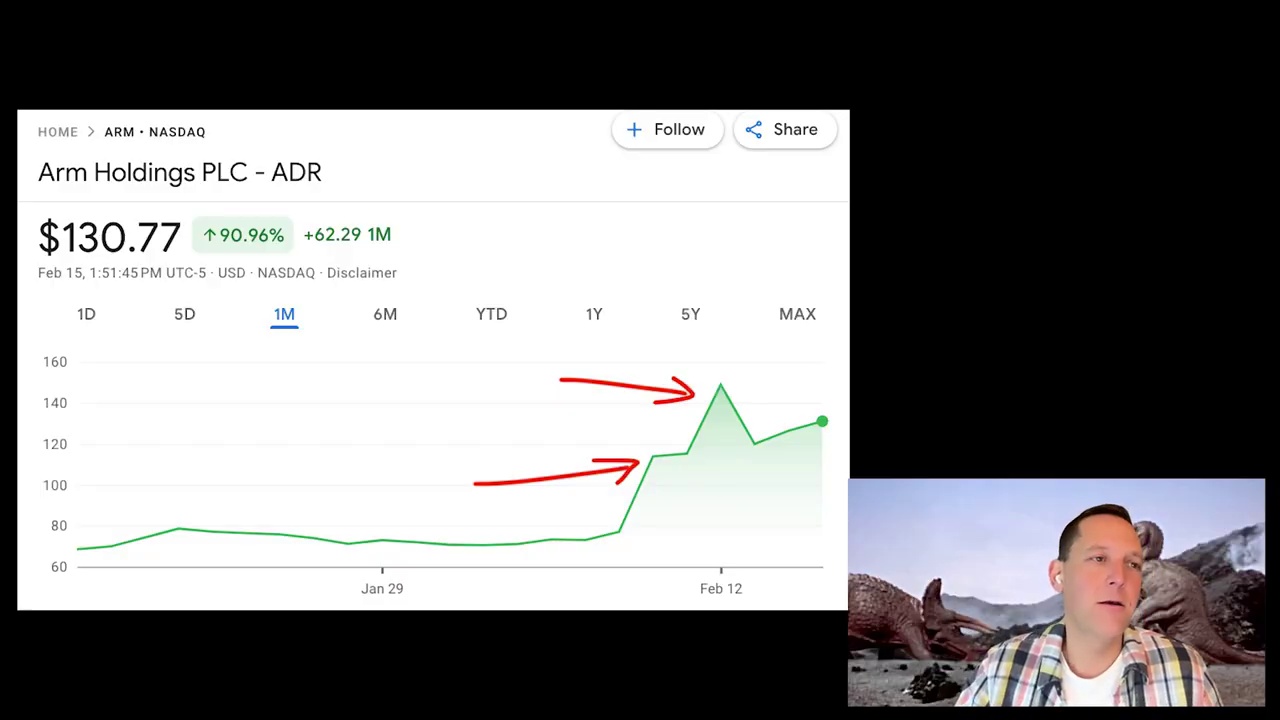 HOME > ARM • NASDAQ
Follow
Share
Arm Holdings PLC - ADR
$130.77 ↑90.96% +62.29 1M
Feb 15, 1:51:45 PM UTC-5 · USD · NASDAQ · Disclaimer
1D 5D 1M 6M YTD 1Y 5Y MAX
160
140
120
100
80
60
Jan 29 Feb 12